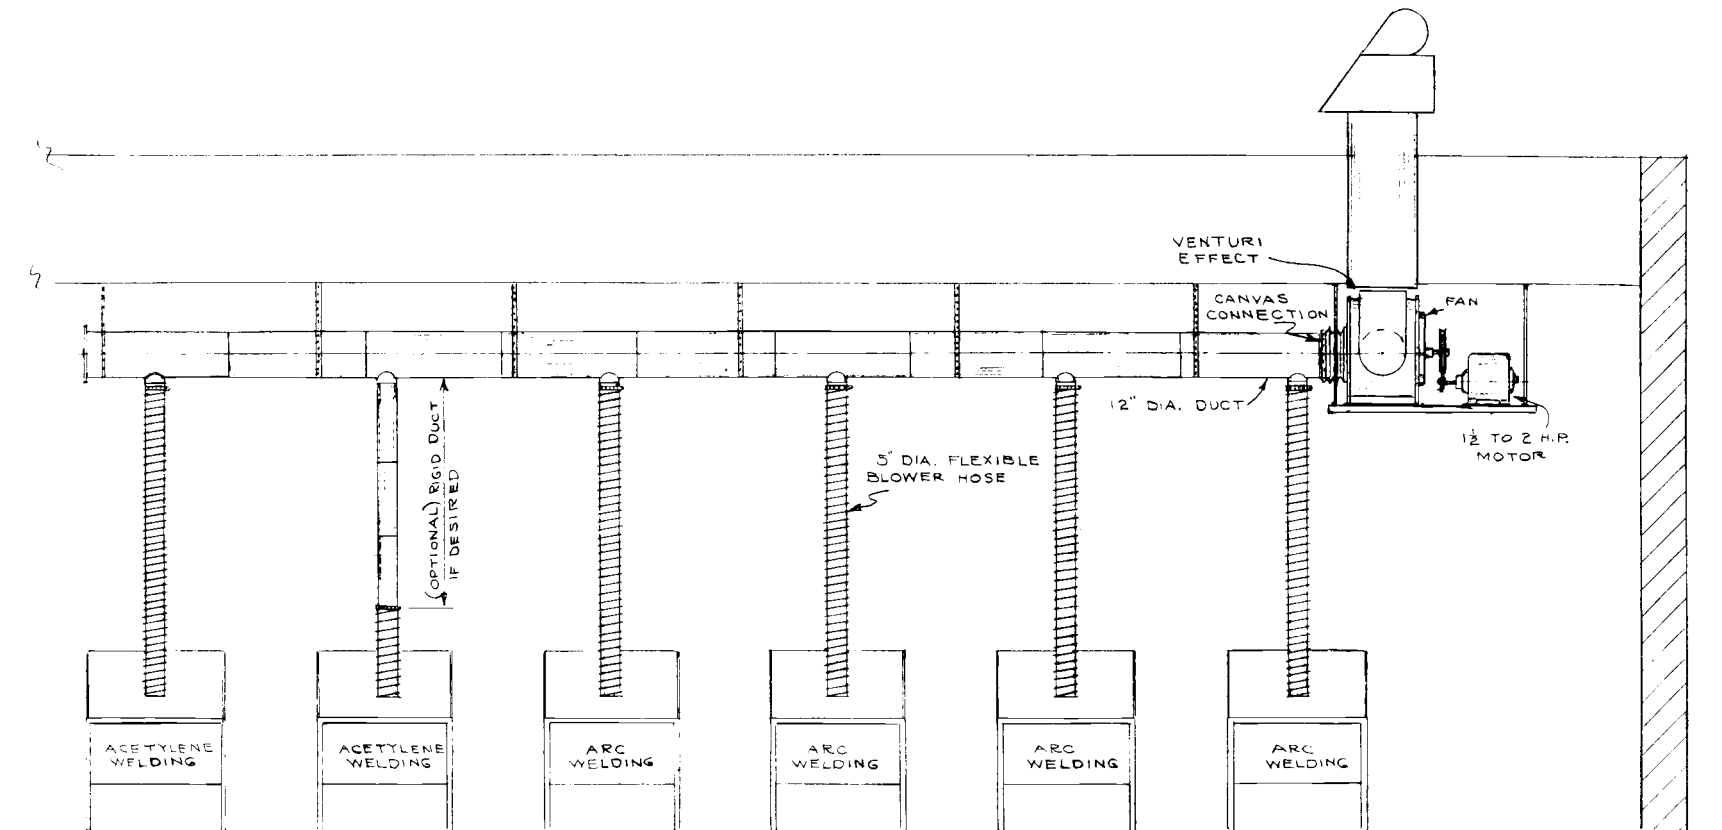 VENTURI
EFFECT
CANVAS
CONNECTION
FAN
12" DIA. DUCT
1½ TO 2 H.P.
MOTOR
(OPTIONAL) RIGID DUCT
IF DESIRED
5" DIA. FLEXIBLE
BLOWER HOSE
ACETYLENE
WELDING
ACETYLENE
WELDING
ARC
WELDING
ARC
WELDING
ARC
WELDING
ARC
WELDING